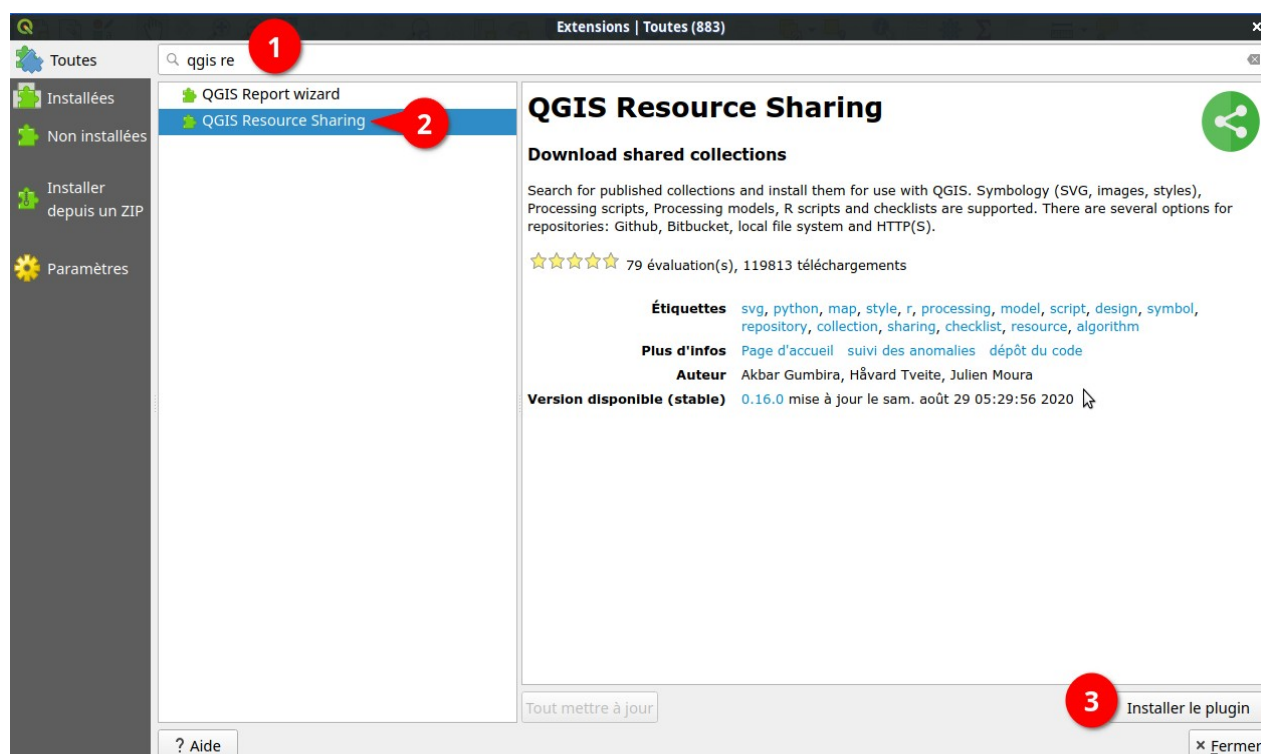 Extensions | Toutes (883)
Toutes
Installées
Non installées
Installer
depuis un ZIP
Paramètres
qgis re
1
QGIS Report wizard
QGIS Resource Sharing
2
QGIS Resource Sharing
Download shared collections
Search for published collections and install them for use with QGIS. Symbology (SVG, images, styles),
Processing scripts, Processing models, R scripts and checklists are supported. There are several options for
repositories: Github, Bitbucket, local file system and HTTP(S).
79 évaluation(s), 119813 téléchargements
Étiquettes svg, python, map, style, r, processing, model, script, design, symbol,
repository, collection, sharing, checklist, resource, algorithm
Plus d'infos Page d'accueil suivi des anomalies dépôt du code
Auteur Akbar Gumbira, Håvard Tveite, Julien Moura
Version disponible (stable) 0.16.0 mise à jour le sam. août 29 05:29:56 2020
Tout mettre à jour
3
Installer le plugin
? Aide
× Fermer